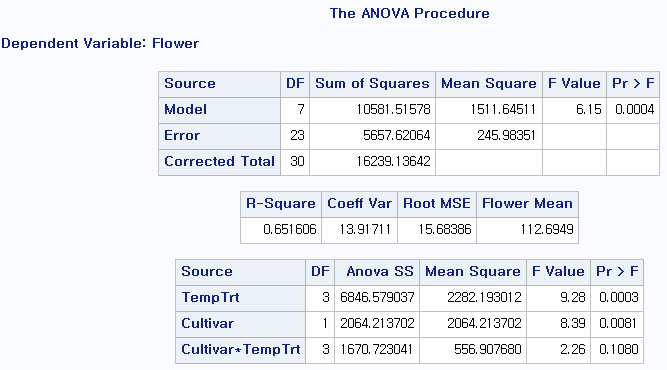 The ANOVA Procedure
Dependent Variable: Flower
Source DF Sum of Squares Mean Square F Value Pr > F
Model 7 10581.51578 1511.64511 6.15 0.0004
Error 23 5657.62064 245.98351
Corrected Total 30 16239.13642
R-Square Coeff Var Root MSE Flower Mean
0.651606 13.91711 15.68386 112.6949
Source DF Anova SS Mean Square F Value Pr > F
TempTrt 3 6846.579037 2282.193012 9.28 0.0003
Cultivar 1 2064.213702 2064.213702 8.39 0.0081
Cultivar*TempTrt 3 1670.723041 556.907680 2.26 0.1080